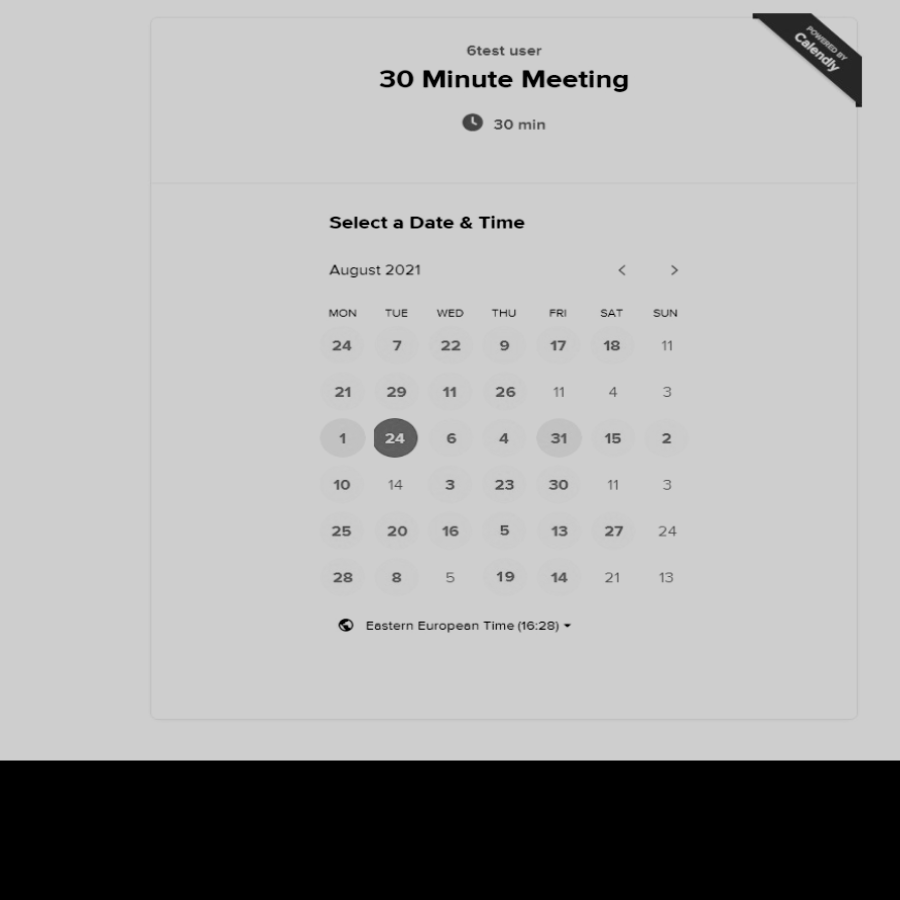 6test user
POWERED BY
Calendly
30 Minute Meeting
30 min
Select a Date & Time
August 2021
MON TUE WED THU FRI SAT SUN
24 7 22 9 17 18 11
21 29 11 26 11 4 3
1 24 6 4 31 15 2
10 14 3 23 30 11 3
25 20 16 5 13 27 24
28 8 5 19 14 21 13
Eastern European Time (16:28)